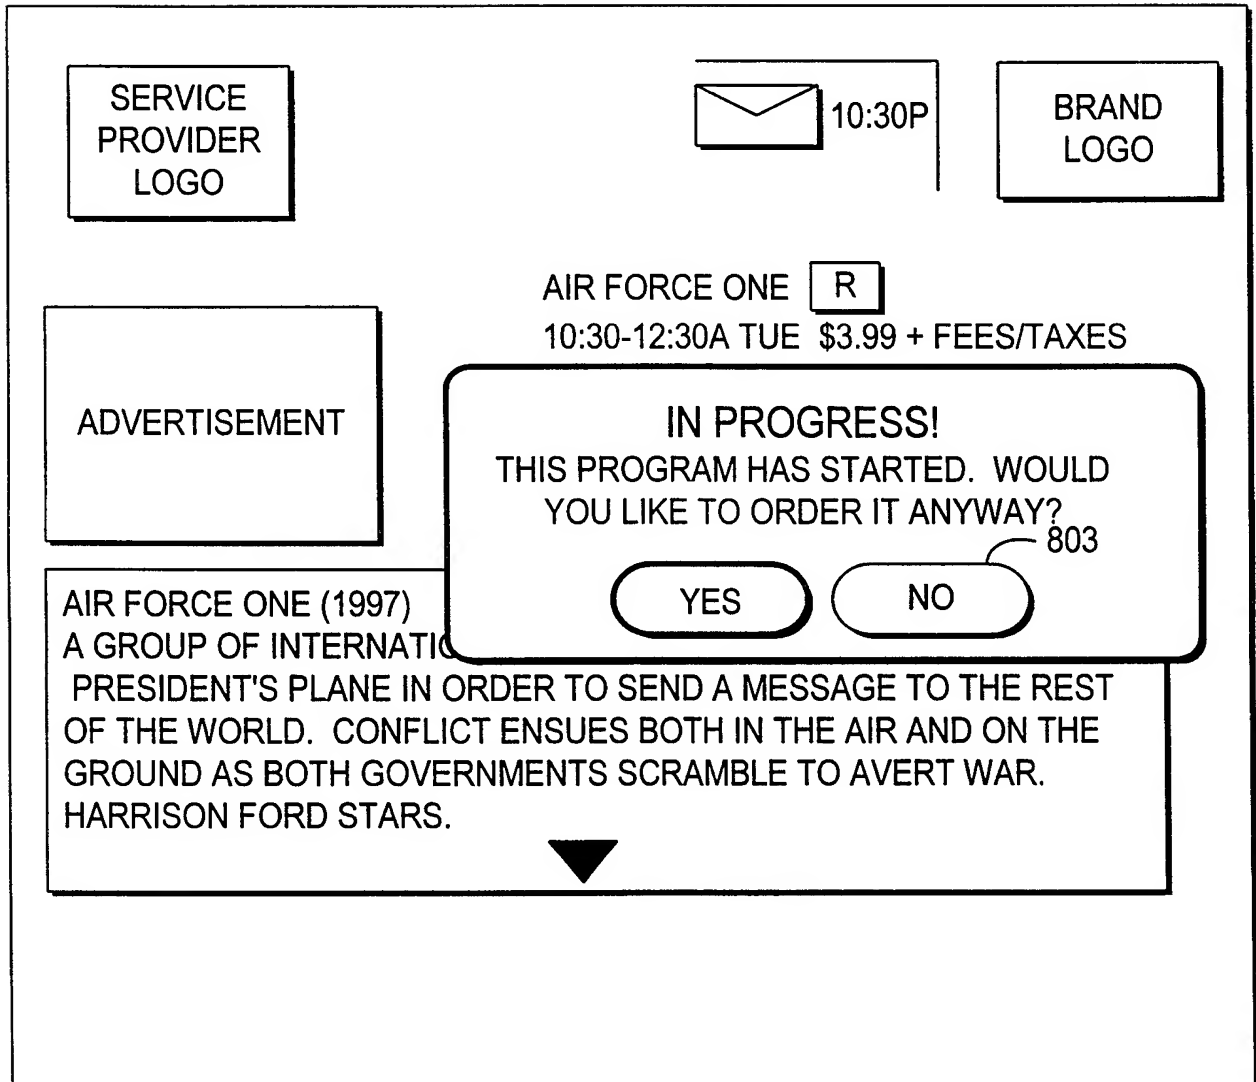 SERVICE
PROVIDER
LOGO
10:30P
BRAND
LOGO
AIR FORCE ONE R
10:30-12:30A TUE $3.99 + FEES/TAXES
ADVERTISEMENT
IN PROGRESS!
THIS PROGRAM HAS STARTED. WOULD
YOU LIKE TO ORDER IT ANYWAY?
803
YES NO
AIR FORCE ONE (1997)
A GROUP OF
PRESIDENT'S PLANE IN ORDER TO SEND A MESSAGE TO THE REST
OF THE WORLD. CONFLICT ENSUES BOTH IN THE AIR AND ON THE
GROUND AS BOTH GOVERNMENTS SCRAMBLE TO AVERT WAR.
HARRISON FORD STARS.